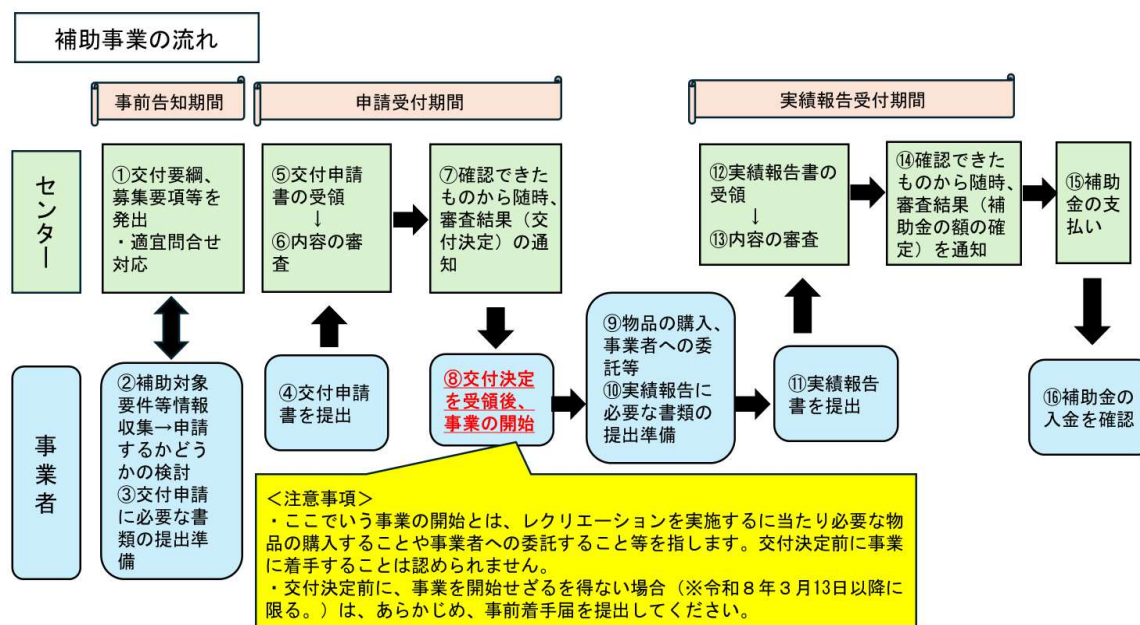 補助事業の流れ
事前告知期間
申請受付期間
実績報告受付期間
センター
①交付要綱、
募集要項等を
発出
・適宜問合せ
対応
⑤交付申請
書の受領
↓
⑥内容の審
査
⑦確認できた
ものから随時、
審査結果（交
付決定）の通
知
⑫実績報告書の
受領
↓
⑬内容の審査
⑭確認できた
ものから随時、
審査結果（補
助金の額の確
定）を通知
⑮補助
金の支
払い
事業者
②補助対象
要件等情報
収集→申請
するかどう
かの検討
③交付申請
に必要な書
類の提出準
備
④交付申請
書を提出
⑧交付決定
を受領後、
事業の開始
⑨物品の購入、
事業者への委
託等
⑩実績報告に
必要な書類の
提出準備
⑪実績報告
書を提出
⑯補助金の
入金を確認
＜注意事項＞
・ここでいう事業の開始とは、レクリエーションを実施するに当たり必要な物
品の購入することや事業者への委託すること等を指します。交付決定前に事業
に着手することは認められません。
・交付決定前に、事業を開始せざるを得ない場合（※令和８年３月13日以降に
限る。）は、あらかじめ、事前着手届を提出してください。